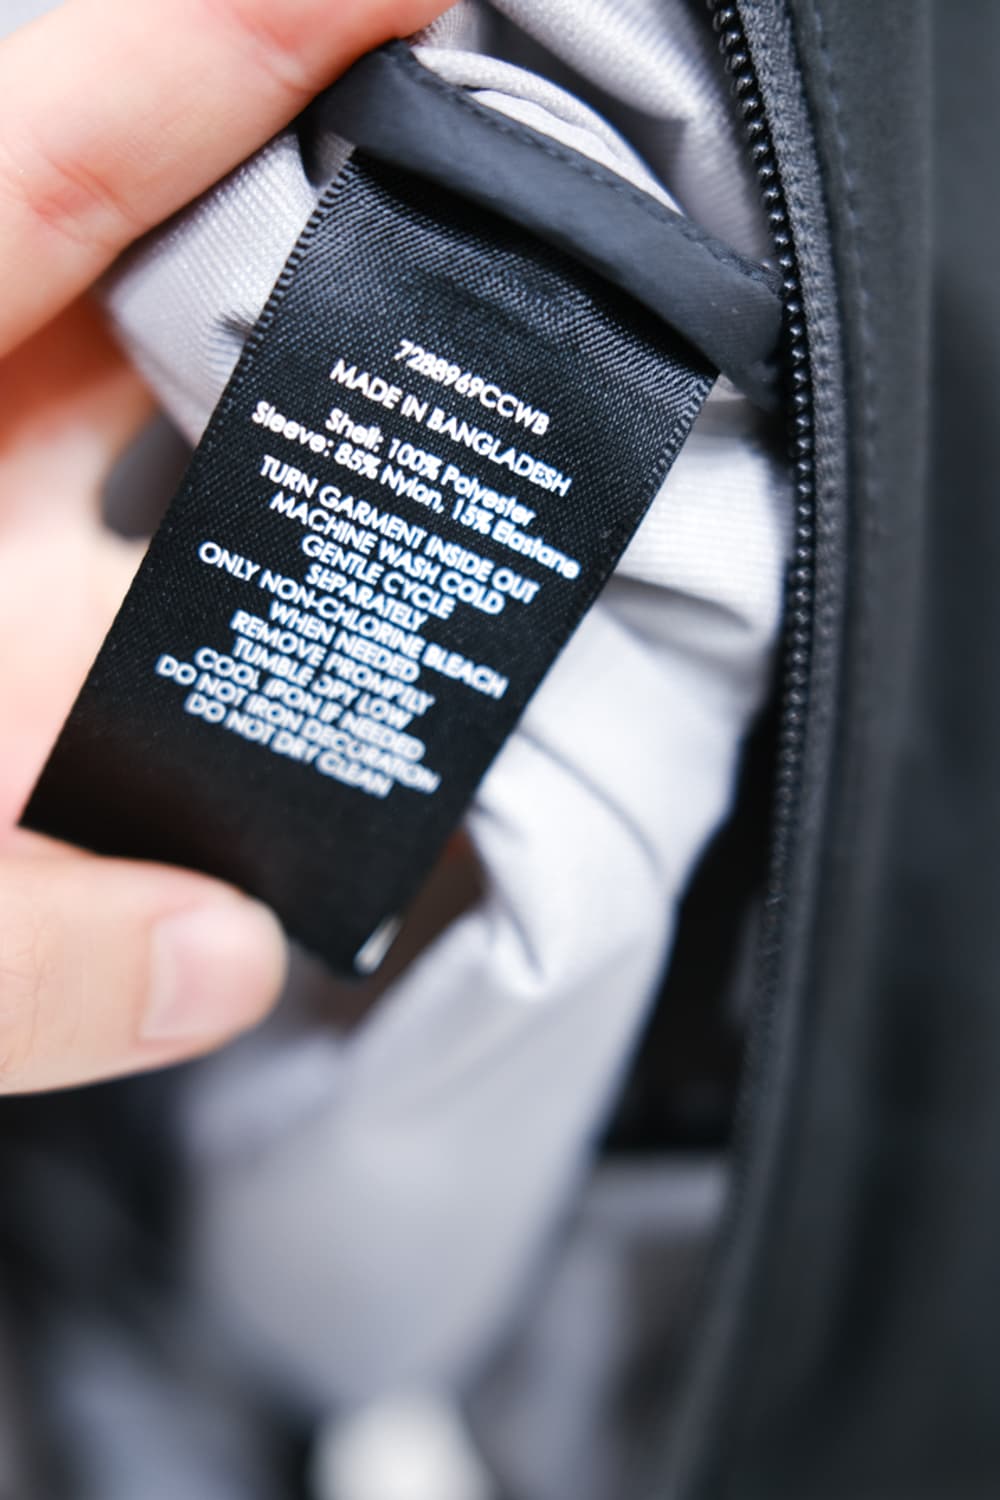 7288969CCWB
MADE IN BANGLADESH
Shell: 100% Polyester
Sleeve: 85% Nylon, 15% Elastane
TURN GARMENT INSIDE OUT
MACHINE WASH COLD
GENTLE CYCLE
SEPARATELY
ONLY NON-CHLORINE BLEACH
WHEN NEEDED
REMOVE PROMPTLY
TUMBLE DRY LOW
COOL IRON IF NEEDED
DO NOT IRON DECORATION
DO NOT DRY CLEAN